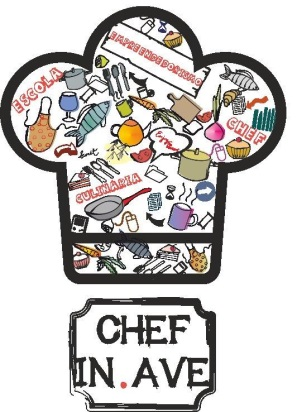 EMPREENDEDORISMO
ESCOLA
CHEF
CULINÁRIA
CHEF
IN.AVE